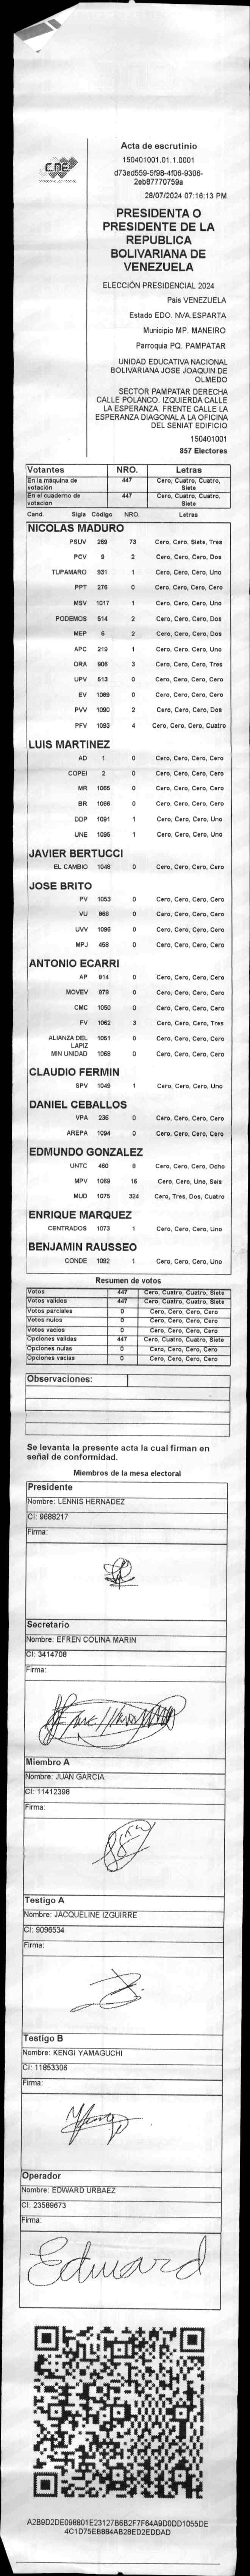 CNE
Acta de escrutinio
150401001.01.1.0001
d73ed559-5f98-4f06-9306-
2eb87770759a
28/07/2024 07:16:13 PM
PRESIDENTA O
PRESIDENTE DE LA
REPUBLICA
BOLIVARIANA DE
VENEZUELA
ELECCIÓN PRESIDENCIAL 2024
Pais VENEZUELA
Estado EDO. NVA.ESPARTA
Municipio MP. MANEIRO
Parroquia PQ. PAMPATAR
UNIDAD EDUCATIVA NACIONAL
BOLIVARIANA JOSE JOAQUIN DE
OLMEDO
SECTOR PAMPATAR DERECHA
CALLE POLANCO. IZQUIERDA CALLE
LA ESPERANZA. FRENTE CALLE LA
ESPERANZA DIAGONAL A LA OFICINA
DEL SENIAT EDIFICIO
150401001
857 Electores
Votantes NRO. Letras
En la máquina de votación 447 Cero, Cuatro, Cuatro, Siete
En el cuaderno de votación 447 Cero, Cuatro, Cuatro, Siete
Cand. Sigla Código NRO. Letras
NICOLAS MADURO
PSUV 269 73 Cero, Cero, Siete, Tres
PCV 9 2 Cero, Cero, Cero, Dos
TUPAMARO 931 1 Cero, Cero, Cero, Uno
PPT 276 0 Cero, Cero, Cero, Cero
MSV 1017 1 Cero, Cero, Cero, Uno
PODEMOS 514 2 Cero, Cero, Cero, Dos
MEP 6 2 Cero, Cero, Cero, Dos
APC 219 1 Cero, Cero, Cero, Uno
ORA 906 3 Cero, Cero, Cero, Tres
UPV 513 0 Cero, Cero, Cero, Cero
EV 1089 0 Cero, Cero, Cero, Cero
PVV 1090 2 Cero, Cero, Cero, Dos
PFV 1093 4 Cero, Cero, Cero, Cuatro
LUIS MARTINEZ
AD 1 0 Cero, Cero, Cero, Cero
COPEI 2 0 Cero, Cero, Cero, Cero
MR 1065 0 Cero, Cero, Cero, Cero
BR 1066 0 Cero, Cero, Cero, Cero
DDP 1091 1 Cero, Cero, Cero, Uno
UNE 1095 1 Cero, Cero, Cero, Uno
JAVIER BERTUCCI
EL CAMBIO 1048 0 Cero, Cero, Cero, Cero
JOSE BRITO
PV 1053 0 Cero, Cero, Cero, Cero
VU 868 0 Cero, Cero, Cero, Cero
UVV 1096 0 Cero, Cero, Cero, Cero
MPJ 458 0 Cero, Cero, Cero, Cero
ANTONIO ECARRI
AP 914 0 Cero, Cero, Cero, Cero
MOVEV 979 0 Cero, Cero, Cero, Cero
CMC 1050 0 Cero, Cero, Cero, Cero
FV 1062 3 Cero, Cero, Cero, Tres
ALIANZA DEL LAPIZ 1061 0 Cero, Cero, Cero, Cero
MIN UNIDAD 1068 0 Cero, Cero, Cero, Cero
CLAUDIO FERMIN
SPV 1049 1 Cero, Cero, Cero, Uno
DANIEL CEBALLOS
VPA 236 0 Cero, Cero, Cero, Cero
AREPA 1094 0 Cero, Cero, Cero, Cero
EDMUNDO GONZALEZ
UNTC 460 8 Cero, Cero, Cero, Ocho
MPV 1069 16 Cero, Cero, Uno, Seis
MUD 1075 324 Cero, Tres, Dos, Cuatro
ENRIQUE MARQUEZ
CENTRADOS 1073 1 Cero, Cero, Cero, Uno
BENJAMIN RAUSSEO
CONDE 1092 1 Cero, Cero, Cero, Uno
Resumen de votos
Votos 447 Cero, Cuatro, Cuatro, Siete
Votos validos 447 Cero, Cuatro, Cuatro, Siete
Votos parciales 0 Cero, Cero, Cero, Cero
Votos nulos 0 Cero, Cero, Cero, Cero
Votos vacios 0 Cero, Cero, Cero, Cero
Opciones validas 447 Cero, Cuatro, Cuatro, Siete
Opciones nulas 0 Cero, Cero, Cero, Cero
Opciones vacias 0 Cero, Cero, Cero, Cero
Observaciones:
Se levanta la presente acta la cual firman en
señal de conformidad.
Miembros de la mesa electoral
Presidente
Nombre: LENNIS HERNADEZ
CI: 9688217
Firma:
Secretario
Nombre: EFREN COLINA MARIN
CI: 3414708
Firma:
Miembro A
Nombre: JUAN GARCIA
CI: 11412398
Firma:
Testigo A
Nombre: JACQUELINE IZGUIRRE
CI: 9096534
Firma:
Testigo B
Nombre: KENGI YAMAGUCHI
CI: 11853306
Firma:
Operador
Nombre: EDWARD URBAEZ
CI: 23589673
Firma:
Edward
A2B9D2DE098801E23127B6B2F7F64A9D0DD1055DE
4C1D75EB884AB28ED2EDDAD